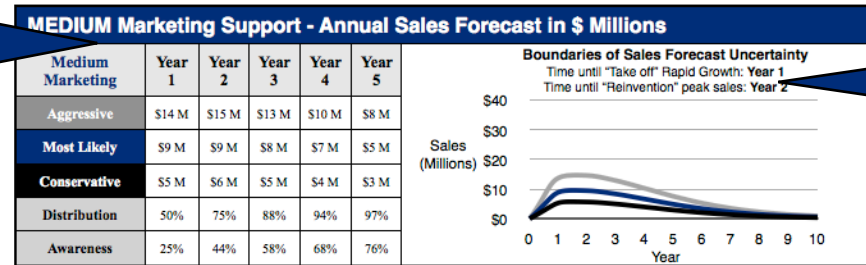 MEDIUM Marketing Support - Annual Sales Forecast in $ Millions
Medium Marketing Year 1 Year 2 Year 3 Year 4 Year 5
Aggressive $14 M $15 M $13 M $10 M $8 M
Most Likely $9 M $9 M $8 M $7 M $5 M
Conservative $5 M $6 M $5 M $4 M $3 M
Distribution 50% 75% 88% 94% 97%
Awareness 25% 44% 58% 68% 76%
Boundaries of Sales Forecast Uncertainty
Time until "Take off" Rapid Growth: Year 1
Time until "Reinvention" peak sales: Year 2
Sales
(Millions)
$40
$30
$20
$10
$0
0 1 2 3 4 5 6 7 8 9 10
Year